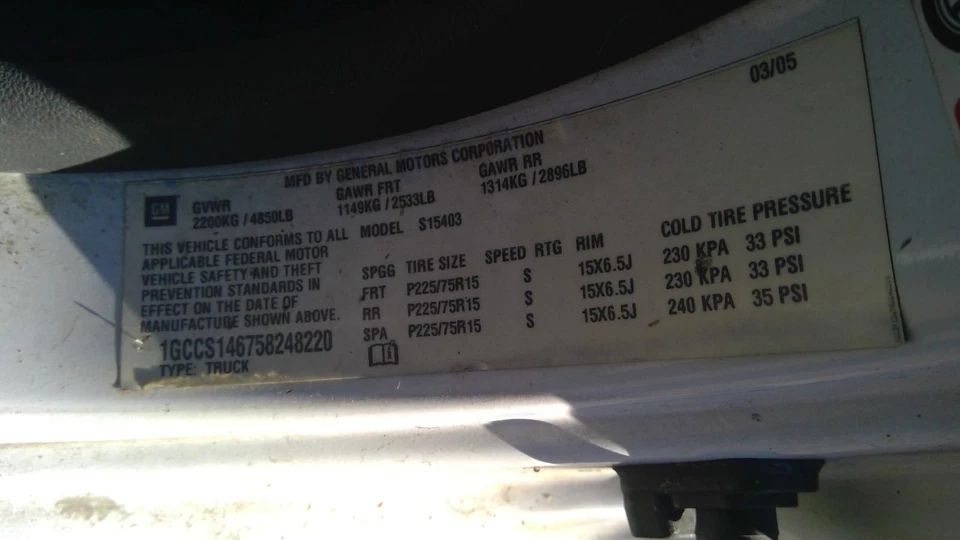 03/05
MFD BY GENERAL MOTORS CORPORATION
GM
GVWR GAWR FRT GAWR RR
2200KG / 4850LB 1149KG / 2533LB 1314KG / 2896LB
THIS VEHICLE CONFORMS TO ALL
APPLICABLE FEDERAL MOTOR
VEHICLE SAFETY AND THEFT
PREVENTION STANDARDS IN
EFFECT ON THE DATE OF
MANUFACTURE SHOWN ABOVE.
1GCCS146758248220
TYPE: TRUCK
MODEL S15403
SPGG TIRE SIZE SPEED RTG RIM COLD TIRE PRESSURE
FRT P225/75R15 S 15X6.5J 230 KPA 33 PSI
RR P225/75R15 S 15X6.5J 230 KPA 33 PSI
SPA P225/75R15 S 15X6.5J 240 KPA 35 PSI